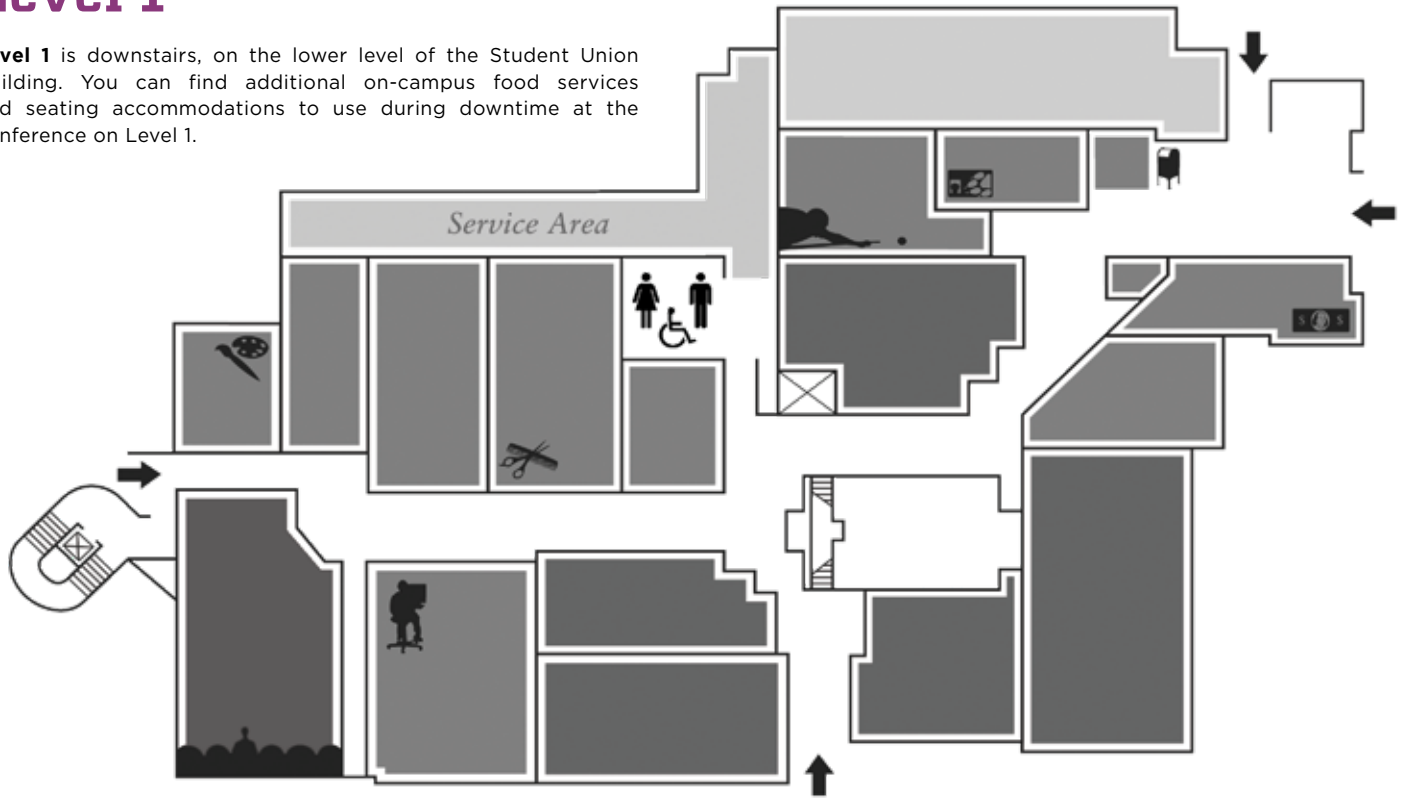 level 1
vel 1 is downstairs, on the lower level of the Student Union
ilding. You can find additional on-campus food services
d seating accommodations to use during downtime at the
nference on Level 1.
Service Area
S S